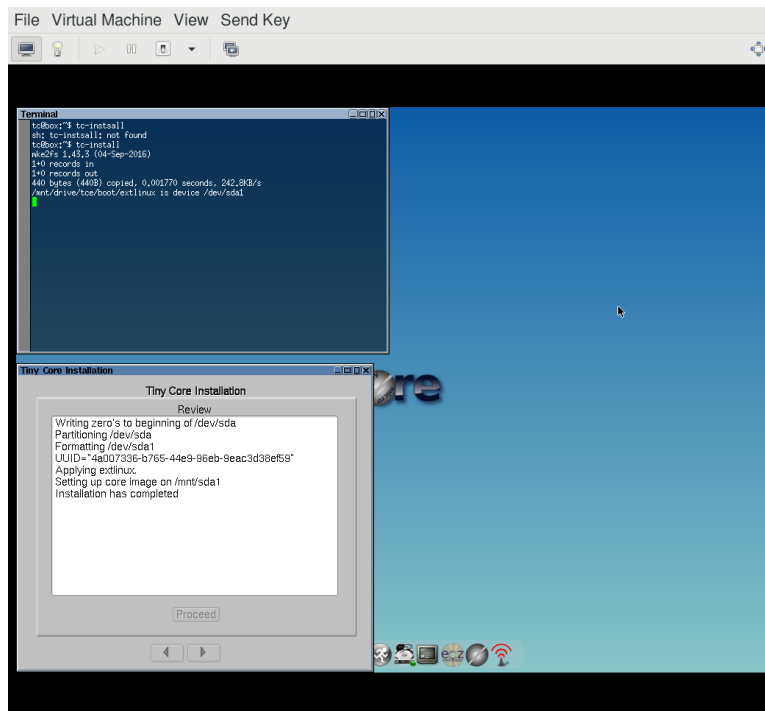 File Virtual Machine View Send Key
Terminal
tc@box:~$ tc-instsall
sh: tc-instsall: not found
tc@box:~$ tc-install
mke2fs 1.43.3 (04-Sep-2016)
1+0 records in
1+0 records out
440 bytes (440B) copied, 0.001770 seconds, 242.8KB/s
/mnt/drive/tce/boot/extlinux is device /dev/sda1
Tiny Core Installation
Tiny Core Installation
Review
Writing zero's to beginning of /dev/sda
Partitioning /dev/sda
Formatting /dev/sda1
UUID="4a007336-b765-44e9-96eb-9eac3d38ef59"
Applying extlinux.
Setting up core image on /mnt/sda1
Installation has completed
Proceed
re